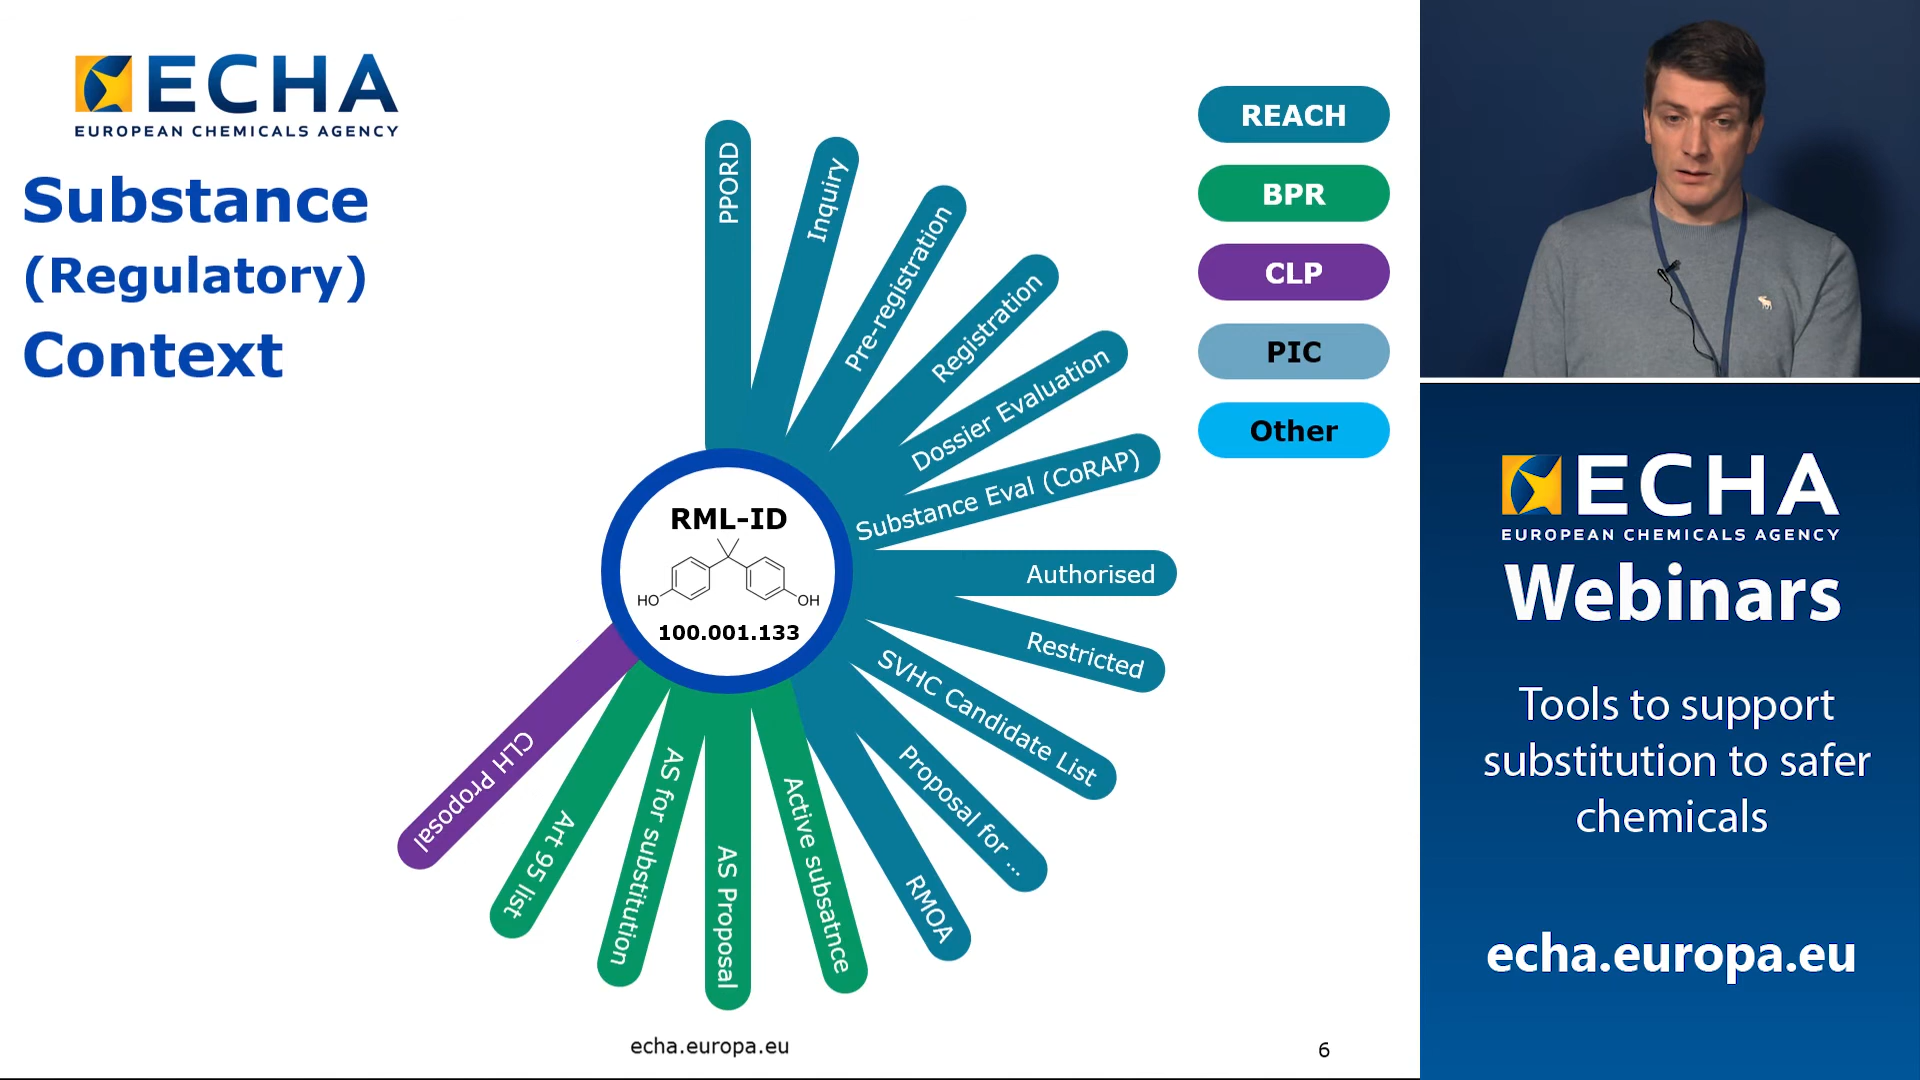 ECHA
EUROPEAN CHEMICALS AGENCY
Substance
(Regulatory)
Context
PPORD
Inquiry
Pre-registration
Registration
Dossier Evaluation
Substance Eval (CoRAP)
Authorised
Restricted
SVHC Candidate List
Proposal for ...
RMOA
Active subsatnce
AS Proposal
AS for substitution
Art 95 list
CLH Proposal
RML-ID
HO
OH
100.001.133
REACH
BPR
CLP
PIC
Other
echa.europa.eu
6
ECHA
EUROPEAN CHEMICALS AGENCY
Webinars
Tools to support
substitution to safer
chemicals
echa.europa.eu